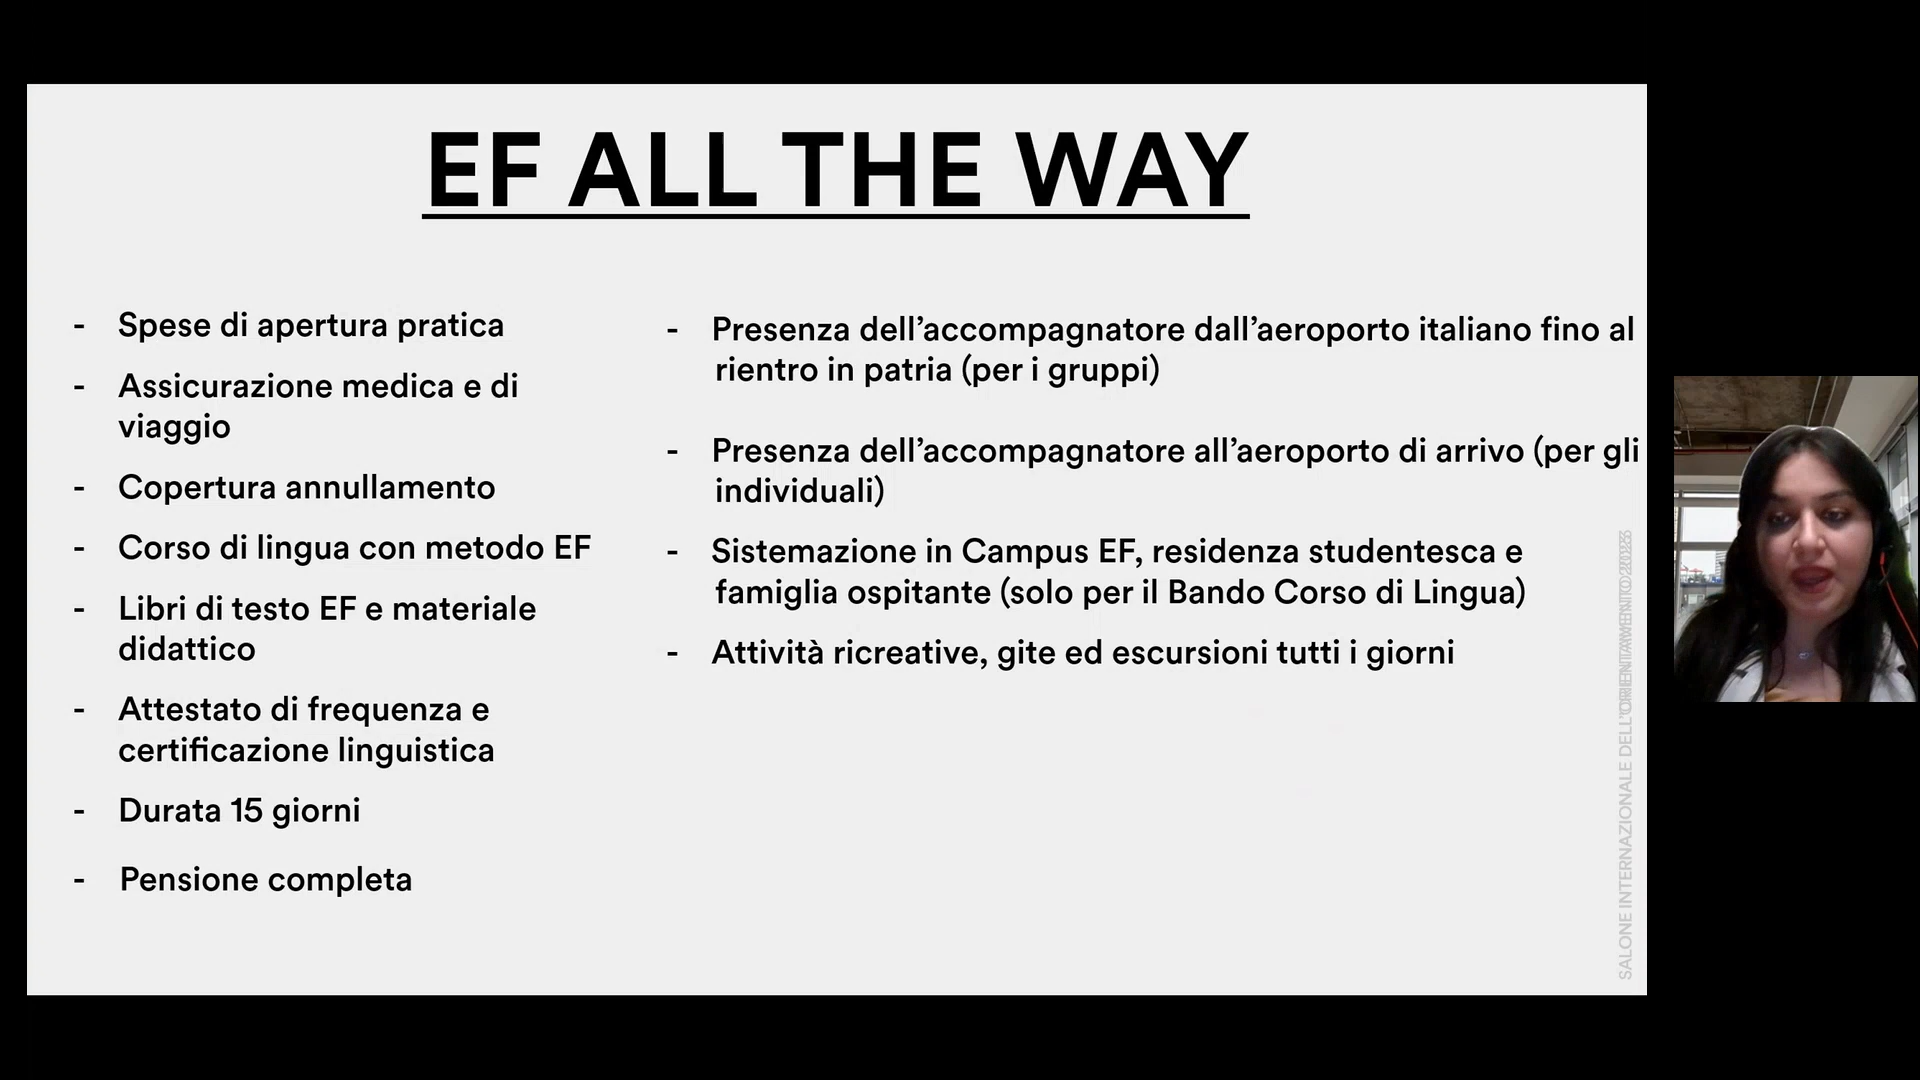 EF ALL THE WAY
- Spese di apertura pratica
- Assicurazione medica e di
viaggio
- Copertura annullamento
- Corso di lingua con metodo EF
- Libri di testo EF e materiale
didattico
- Attestato di frequenza e
certificazione linguistica
- Durata 15 giorni
- Pensione completa
- Presenza dell’accompagnatore dall’aeroporto italiano fino al
rientro in patria (per i gruppi)
- Presenza dell’accompagnatore all’aeroporto di arrivo (per gli
individuali)
- Sistemazione in Campus EF, residenza studentesca e
famiglia ospitante (solo per il Bando Corso di Lingua)
- Attività ricreative, gite ed escursioni tutti i giorni
SALONE INTERNAZIONALE